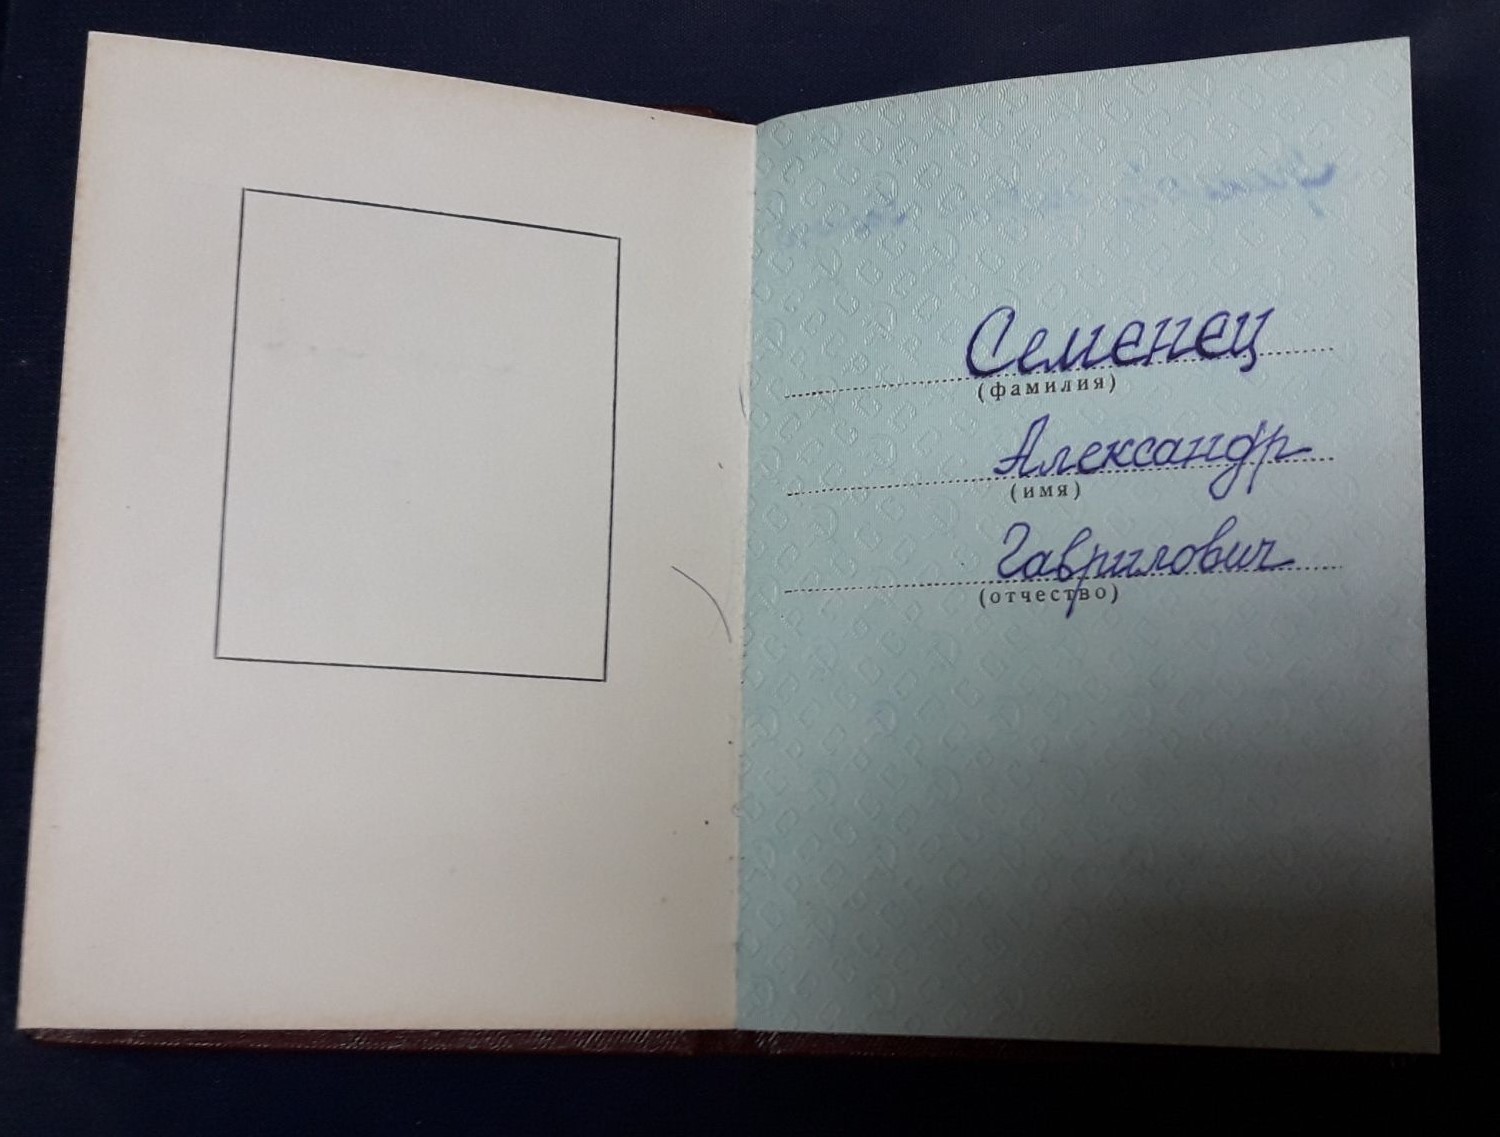 Семенец
(фамилия)
Александр
(имя)
Гаврилович
(отчество)